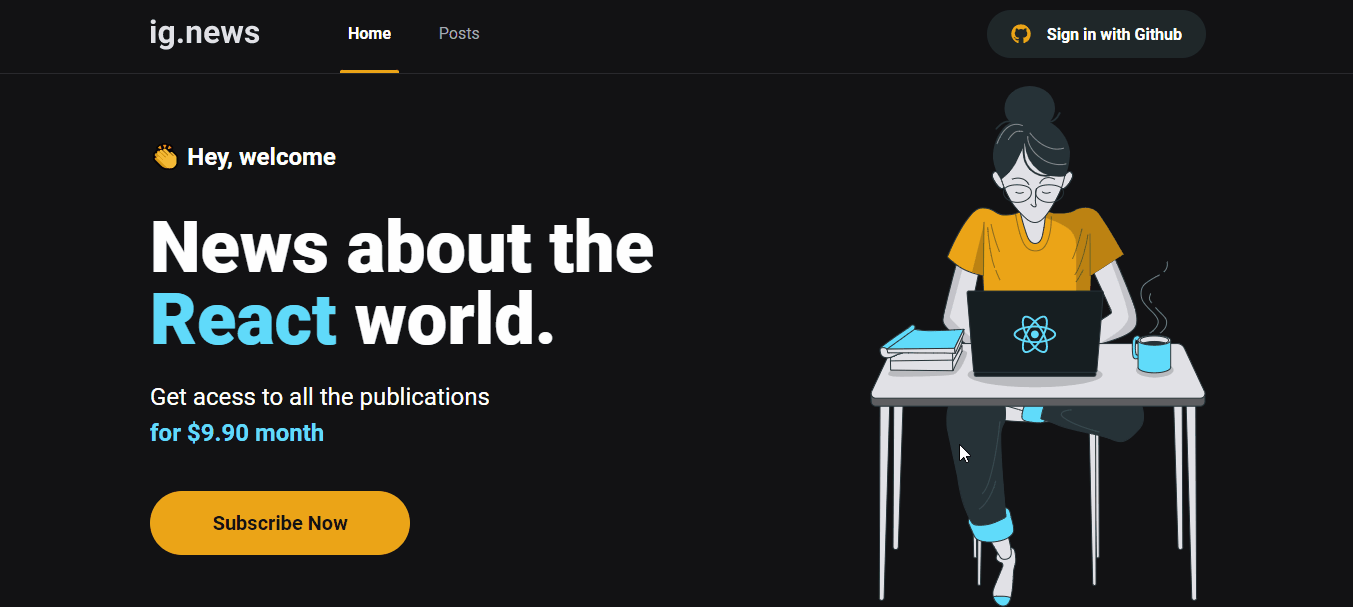 ig.news
Home
Posts
Sign in with Github
👏 Hey, welcome
News about the
React world.
Get acess to all the publications
for $9.90 month
Subscribe Now